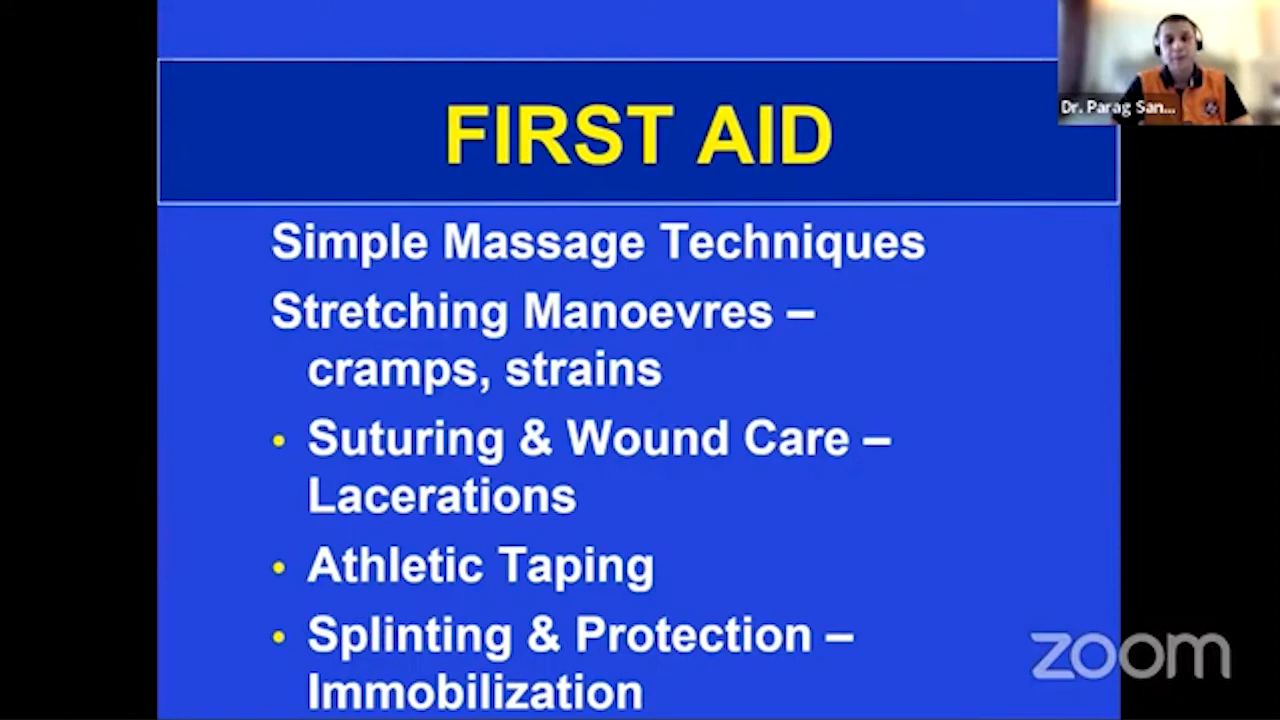 FIRST AID
Dr. Parag San...
Simple Massage Techniques
Stretching Manoevres –
cramps, strains
• Suturing & Wound Care –
Lacerations
• Athletic Taping
• Splinting & Protection –
Immobilization
zoom